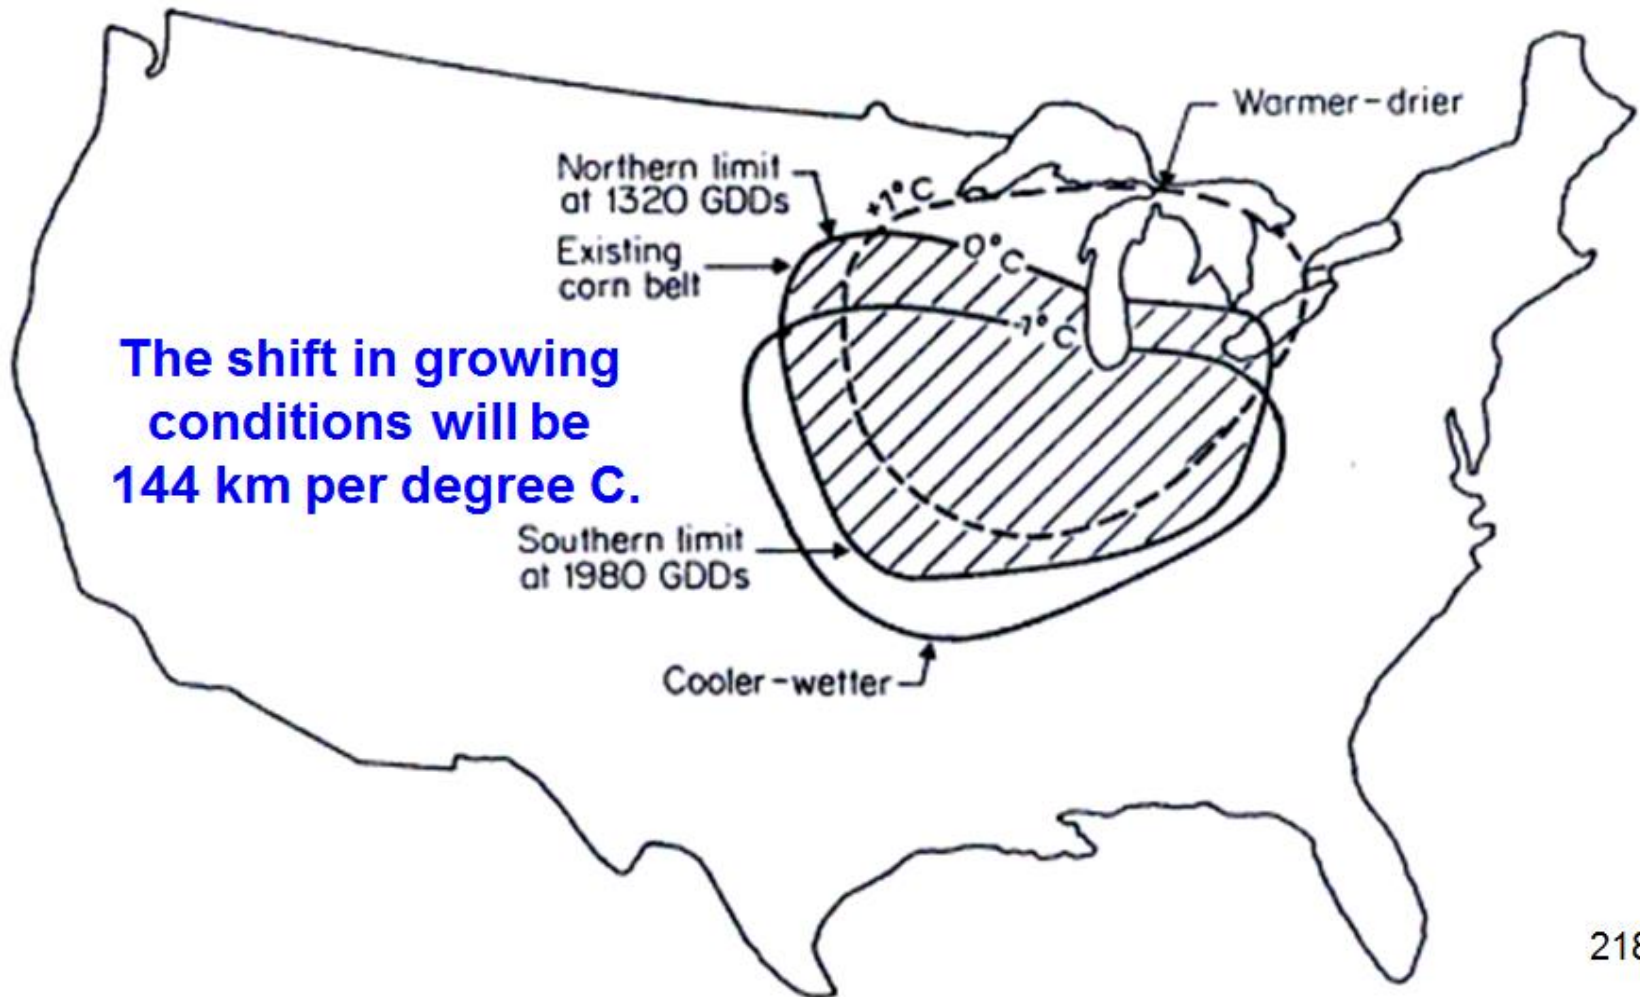 Warmer-drier
Northern limit
at 1320 GDDs
+1° C
Existing
corn belt
0° C
-1° C
The shift in growing
conditions will be
144 km per degree C.
Southern limit
at 1980 GDDs
Cooler-wetter
218